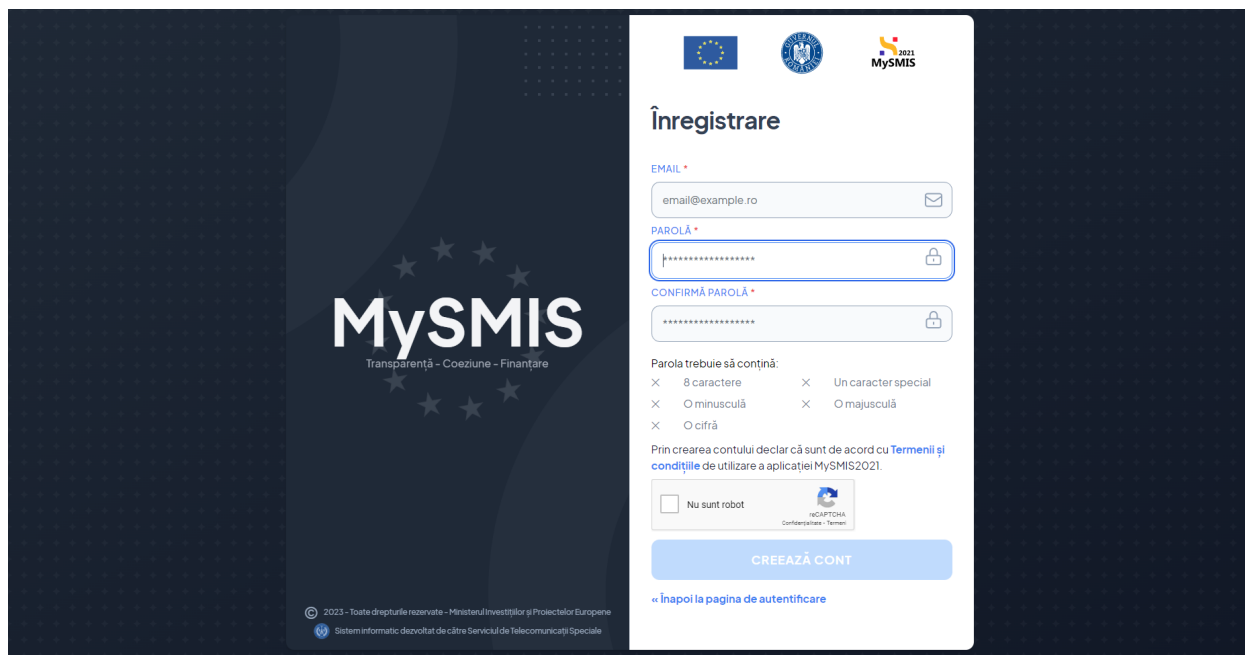 MySMIS
Transparență - Coeziune - Finanțare
© 2023 - Toate drepturile rezervate - Ministerul Investițiilor și Proiectelor Europene
Sistem informatic dezvoltat de către Serviciul de Telecomunicații Speciale
GUVERNUL ROMÂNIEI
2021
MySMIS
Înregistrare
EMAIL *
email@example.ro
PAROLĂ *
******************
CONFIRMĂ PAROLĂ *
******************
Parola trebuie să conțină:
8 caractere
Un caracter special
O minusculă
O majusculă
O cifră
Prin crearea contului declar că sunt de acord cu Termenii și
condițiile de utilizare a aplicației MySMIS2021.
Nu sunt robot
reCAPTCHA
Confidențialitate - Termeni
CREEAZĂ CONT
« Înapoi la pagina de autentificare